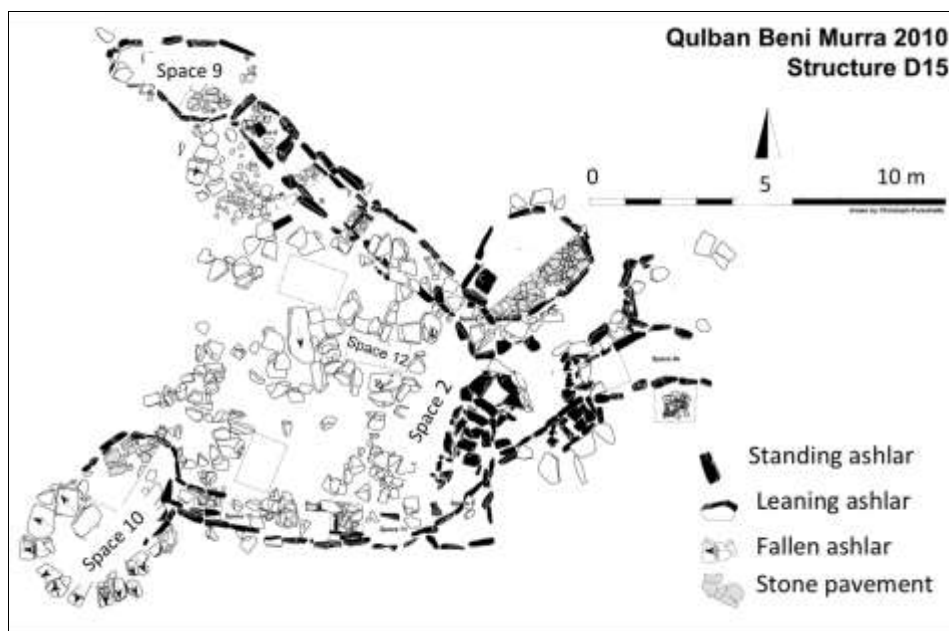 Qulban Beni Murra 2010
Structure D15
Space 9
0
5
10 m
Space 12
Space 2
Space 10
Standing ashlar
Leaning ashlar
Fallen ashlar
Stone pavement